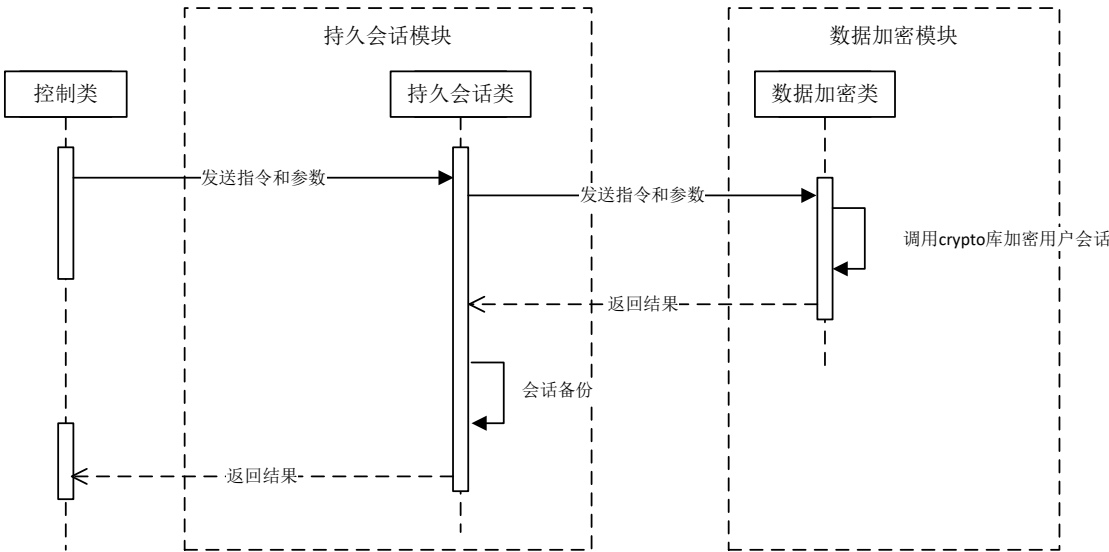 持久会话模块
数据加密模块
控制类
持久会话类
数据加密类
发送指令和参数
发送指令和参数
调用crypto库加密用户会话
返回结果
会话备份
返回结果